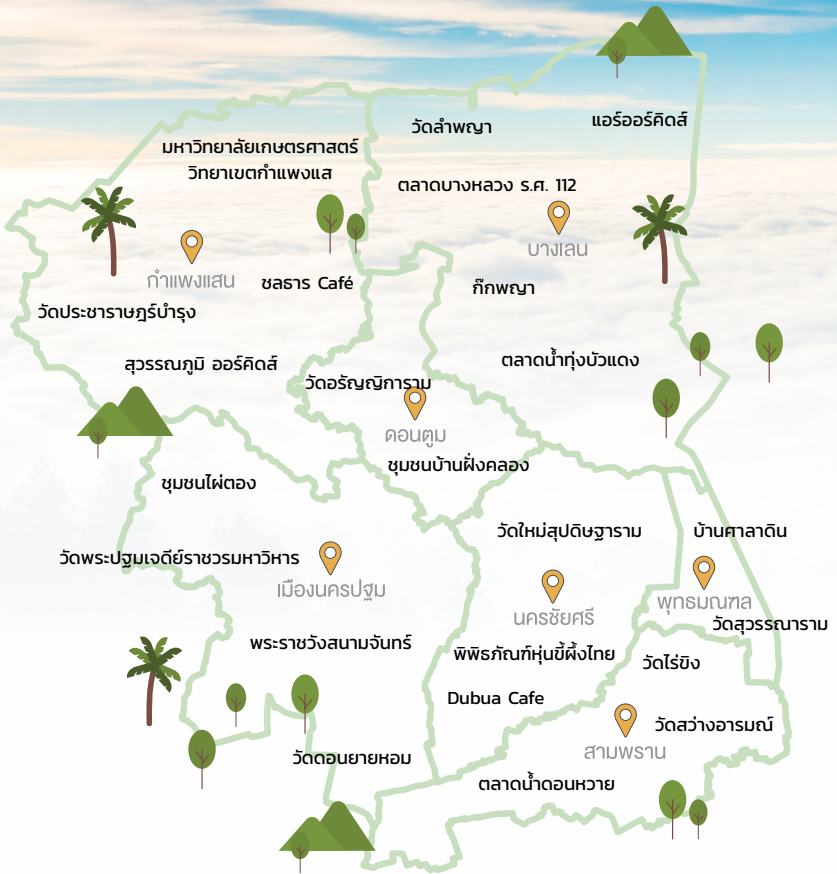 วัดลำพญา
แอร์ออร์คิดส์
มหาวิทยาลัยเกษตรศาสตร์
วิทยาเขตกำแพงแส
ตลาดบางหลวง ร.ศ. 112
บางเลน
กำแพงแสน
ชลธาร Café
ก๊กพญา
วัดประชาราษฎร์บำรุง
สุวรรณภูมิ ออร์คิดส์
ตลาดน้ำทุ่งบัวแดง
วัดอรัญญิการาม
ดอนตูม
ชุมชนบ้านฝั่งคลอง
ชุมชนไผ่ตอง
วัดใหม่สุปดิษฐาราม
บ้านศาลาดิน
วัดพระปฐมเจดีย์ราชวรมหาวิหาร
เมืองนครปฐม
นครชัยศรี
พุทธมณฑล
วัดสุวรรณาราม
พระราชวังสนามจันทร์
พิพิธภัณฑ์หุ่นขี้ผึ้งไทย
วัดไร่ขิง
Dubua Cafe
วัดสว่างอารมณ์
สามพราน
วัดดอนยายหอม
ตลาดน้ำดอนหวาย